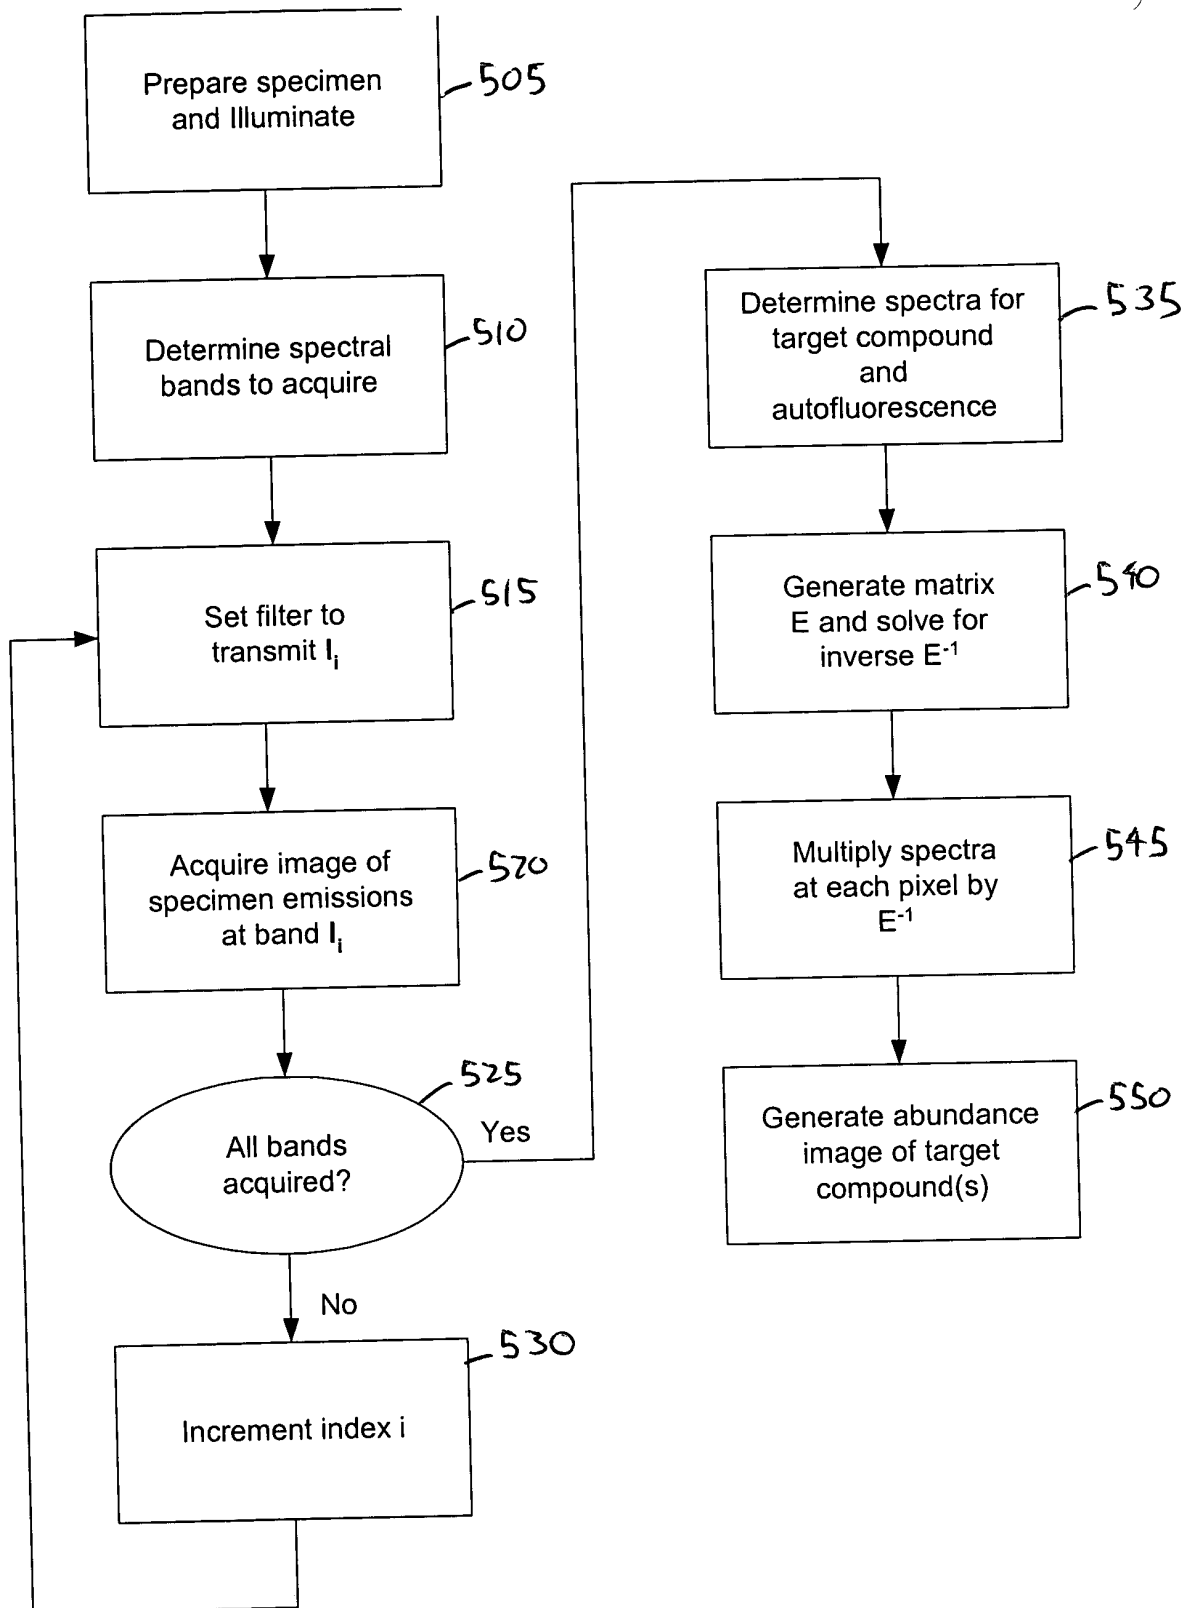 Prepare specimen
and Illuminate
505
Determine spectral
bands to acquire
510
Set filter to
transmit Iᵢ
515
Acquire image of
specimen emissions
at band Iᵢ
520
All bands
acquired?
525
Yes
No
Increment index i
530
Determine spectra for
target compound
and
autofluorescence
535
Generate matrix
E and solve for
inverse E⁻¹
540
Multiply spectra
at each pixel by
E⁻¹
545
Generate abundance
image of target
compound(s)
550